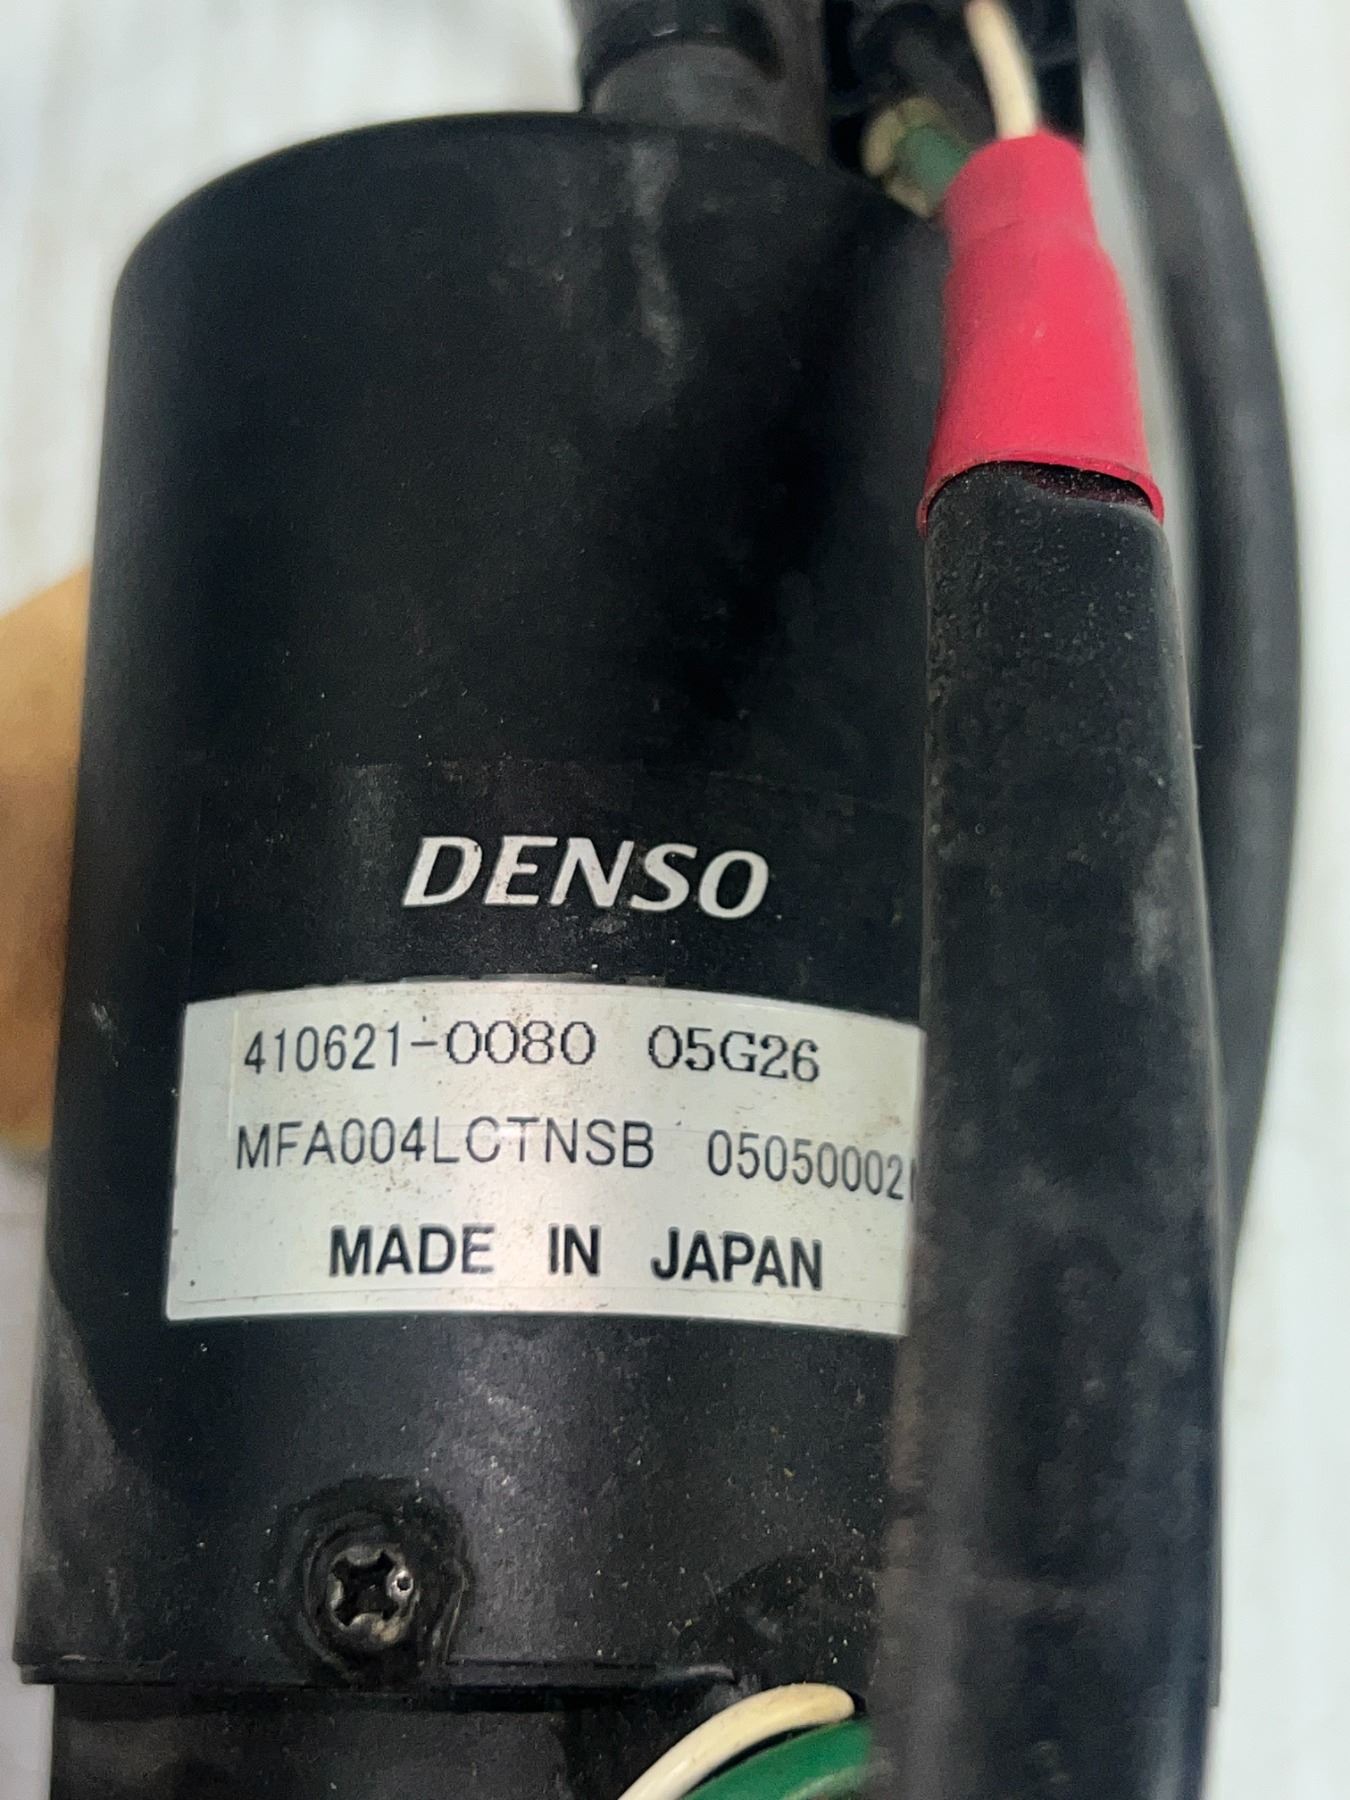 DENSO
410621-0080 05G26
MFA004LCTNSB 05050002
MADE IN JAPAN